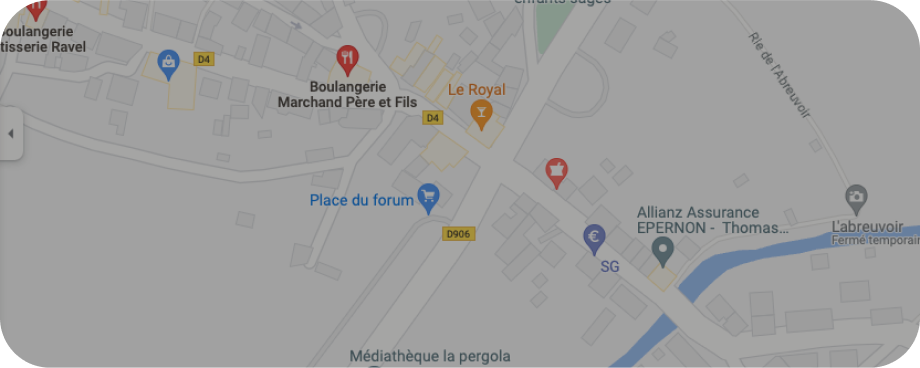 enfants sages
Boulangerie
tisserie Ravel
D4
Boulangerie
Marchand Père et Fils
Le Royal
D4
Rle de l'Abreuvoir
Place du forum
D906
€
SG
Allianz Assurance
EPERNON - Thomas...
L'abreuvoir
Fermé temporair
Médiathèque la pergola